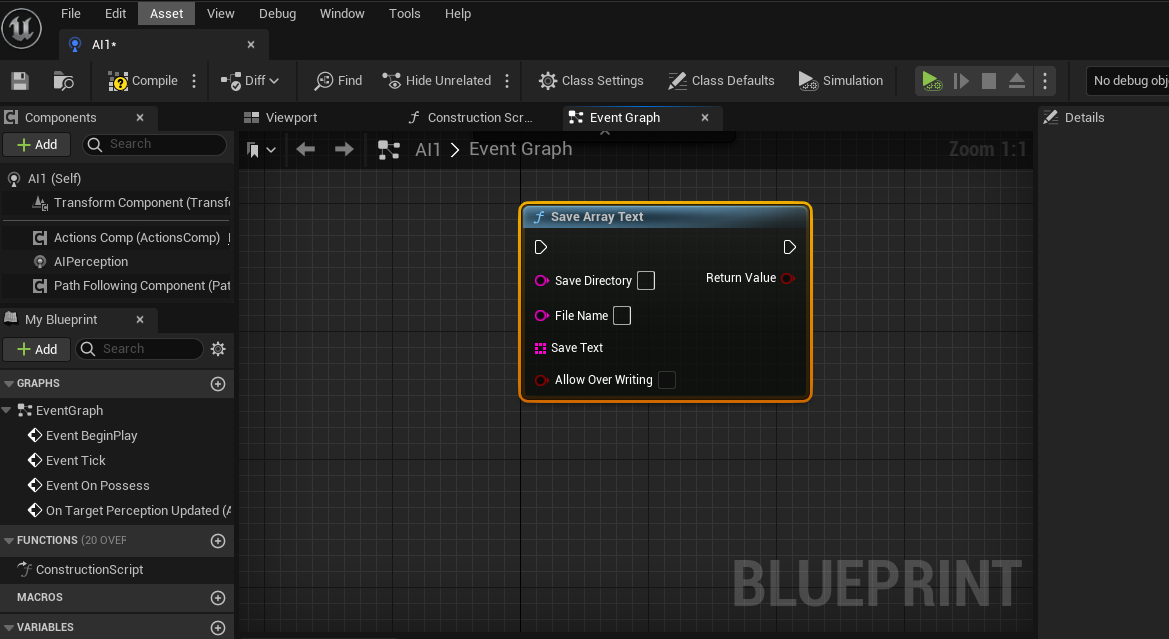 File Edit Asset View Debug Window Tools Help
AI1*
Compile Diff Find Hide Unrelated Class Settings Class Defaults Simulation No debug obj
Components Viewport Construction Scr... Event Graph Details
Add Search AI1 > Event Graph Zoom 1:1
AI1 (Self)
Transform Component (Transf
Actions Comp (ActionsComp)
AIPerception
Path Following Component (Pat
My Blueprint
Add Search
GRAPHS
EventGraph
Event BeginPlay
Event Tick
Event On Possess
On Target Perception Updated (A
FUNCTIONS (20 OVER
ConstructionScript
MACROS
VARIABLES
f Save Array Text
Save Directory Return Value
File Name
Save Text
Allow Over Writing
BLUEPRINT